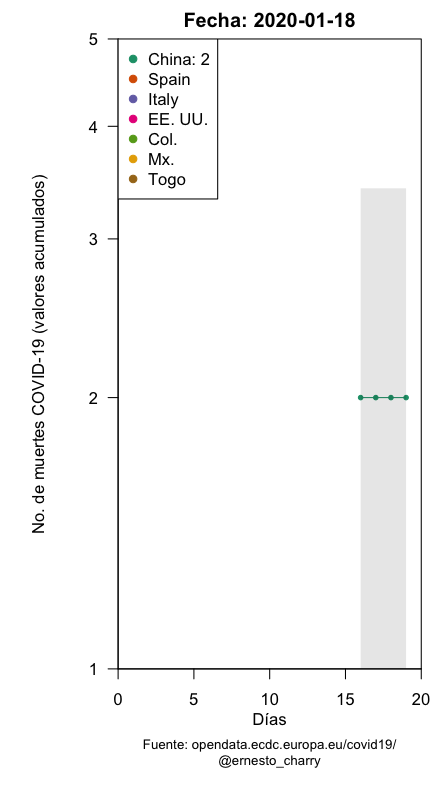 Fecha: 2020-01-18
5
4
3
2
1
China: 2
Spain
Italy
EE. UU.
Col.
Mx.
Togo
No. de muertes COVID-19 (valores acumulados)
0 5 10 15 20
Días
Fuente: opendata.ecdc.europa.eu/covid19/
@ernesto_charry